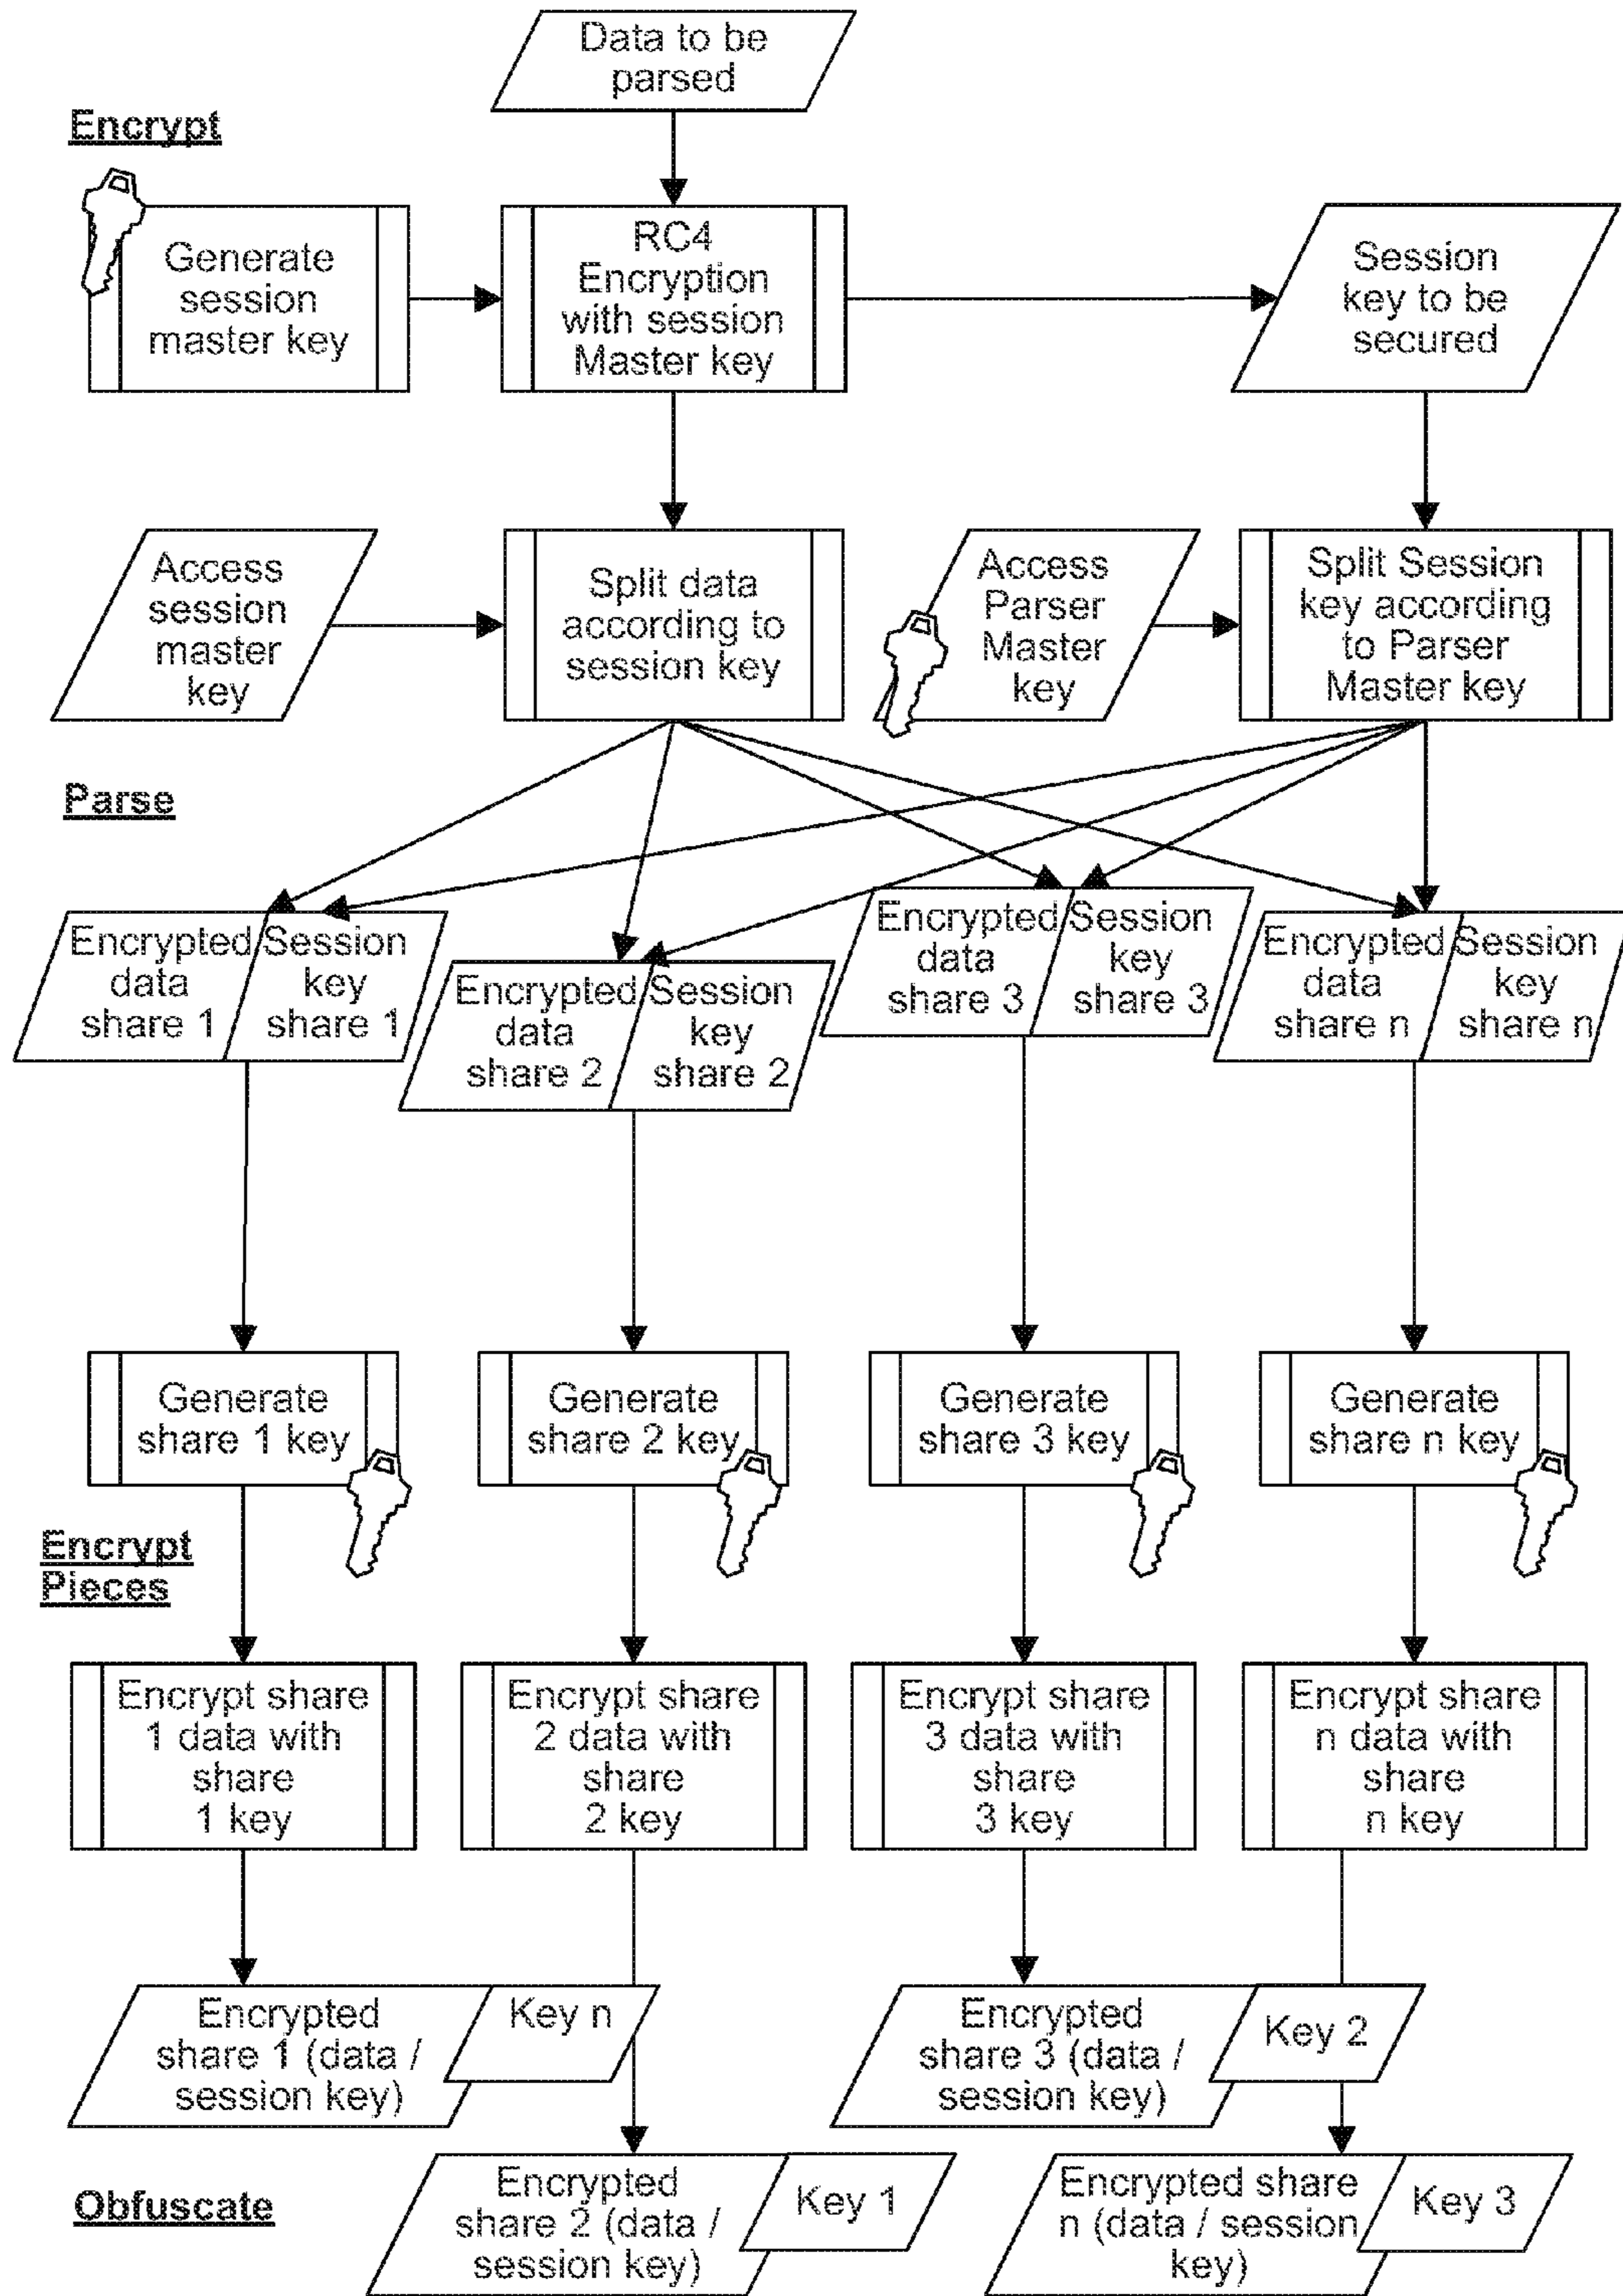 Data to be
parsed
Encrypt
Generate
session
master key
RC4
Encryption
with session
Master key
Session
key to be
secured
Access
session
master
key
Split data
according to
session key
Access
Parser
Master
key
Split Session
key according
to Parser
Master key
Parse
Encrypted
data
share 1
Session
key
share 1
Encrypted
data
share 2
Session
key
share 2
Encrypted
data
share 3
Session
key
share 3
Encrypted
data
share n
Session
key
share n
Generate
share 1 key
Generate
share 2 key
Generate
share 3 key
Generate
share n key
Encrypt
Pieces
Encrypt share
1 data with
share
1 key
Encrypt share
2 data with
share
2 key
Encrypt share
3 data with
share
3 key
Encrypt share
n data with
share
n key
Encrypted
share 1 (data /
session key)
Key n
Encrypted
share 3 (data /
session key)
Key 2
Obfuscate
Encrypted
share 2 (data /
session key)
Key 1
Encrypted share
n (data / session
key)
Key 3